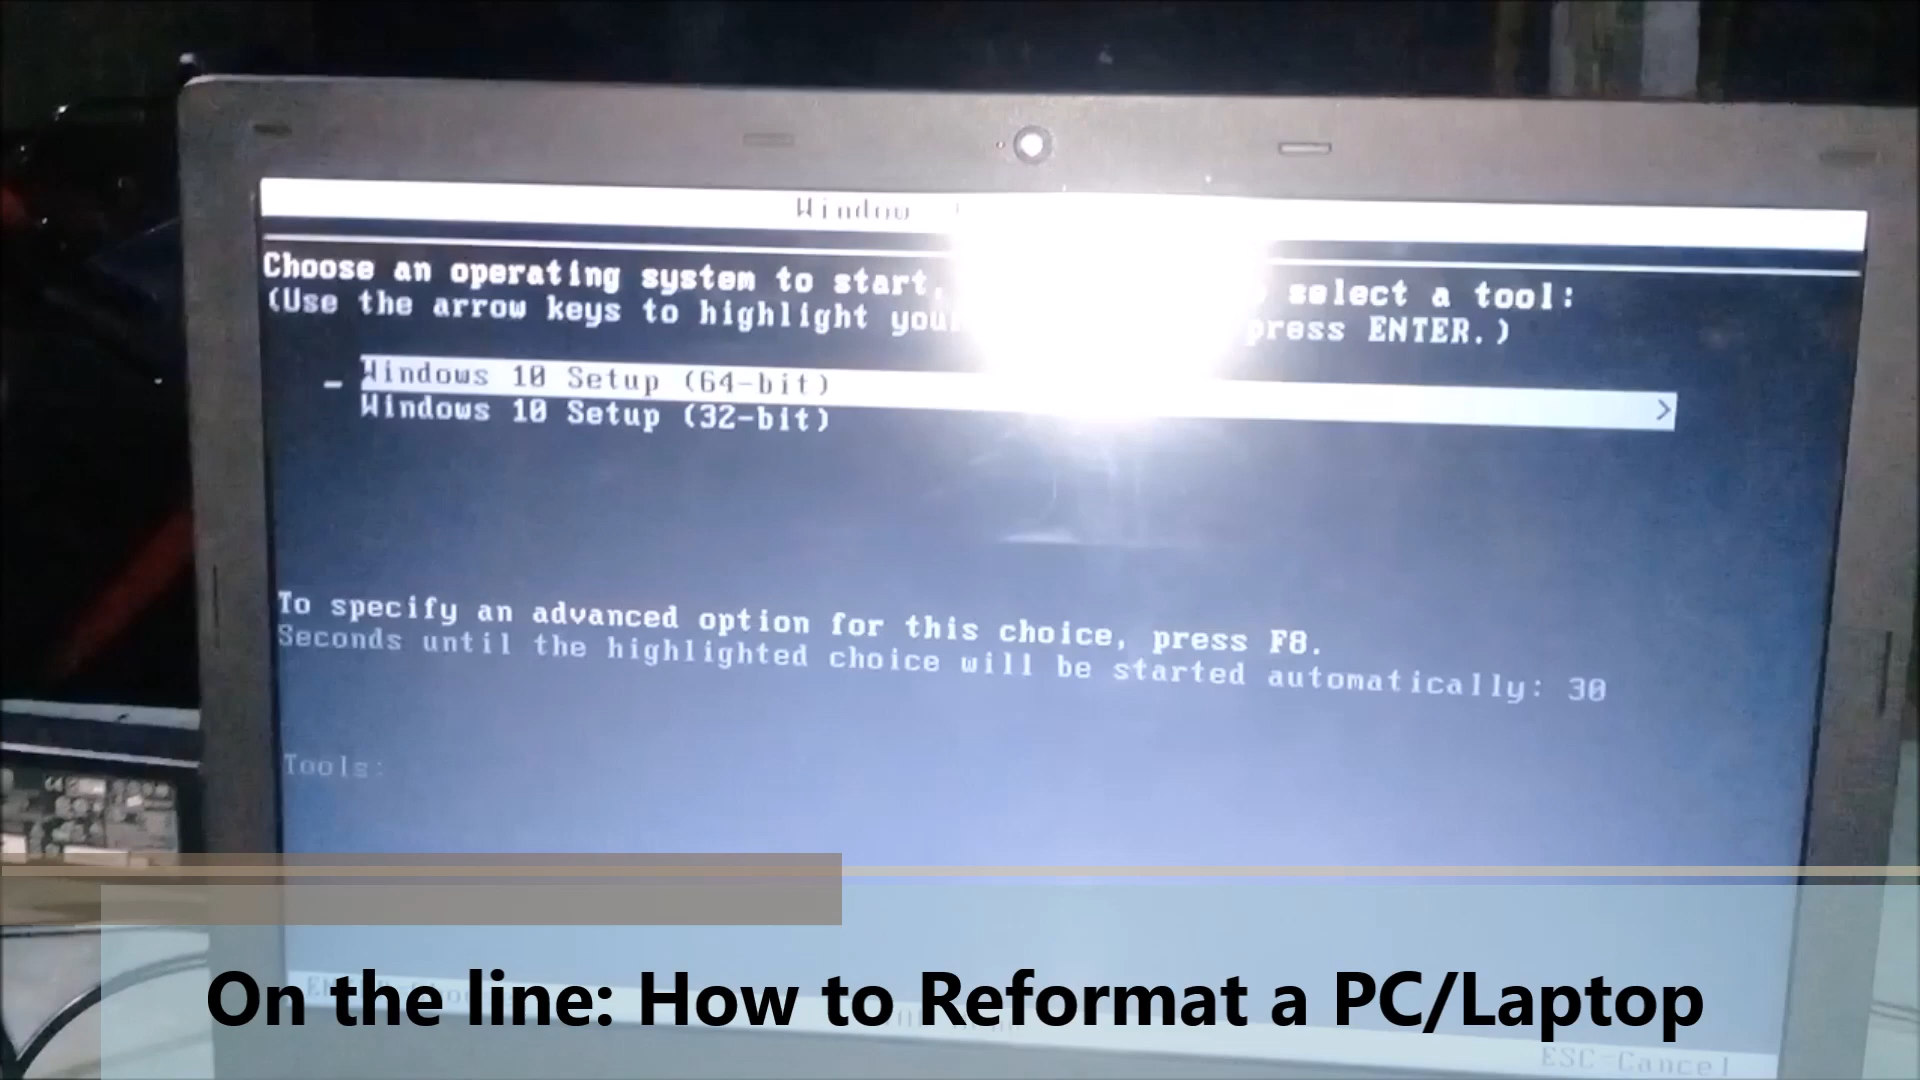 Window
Choose an operating system to start, select a tool:
(Use the arrow keys to highlight press ENTER.)
Windows 10 Setup (64-bit) >
Windows 10 Setup (32-bit)
To specify an advanced option for this choice, press F8.
Seconds until the highlighted choice will be started automatically: 30
Tools:
On the line: How to Reformat a PC/Laptop
ESC=Cancel